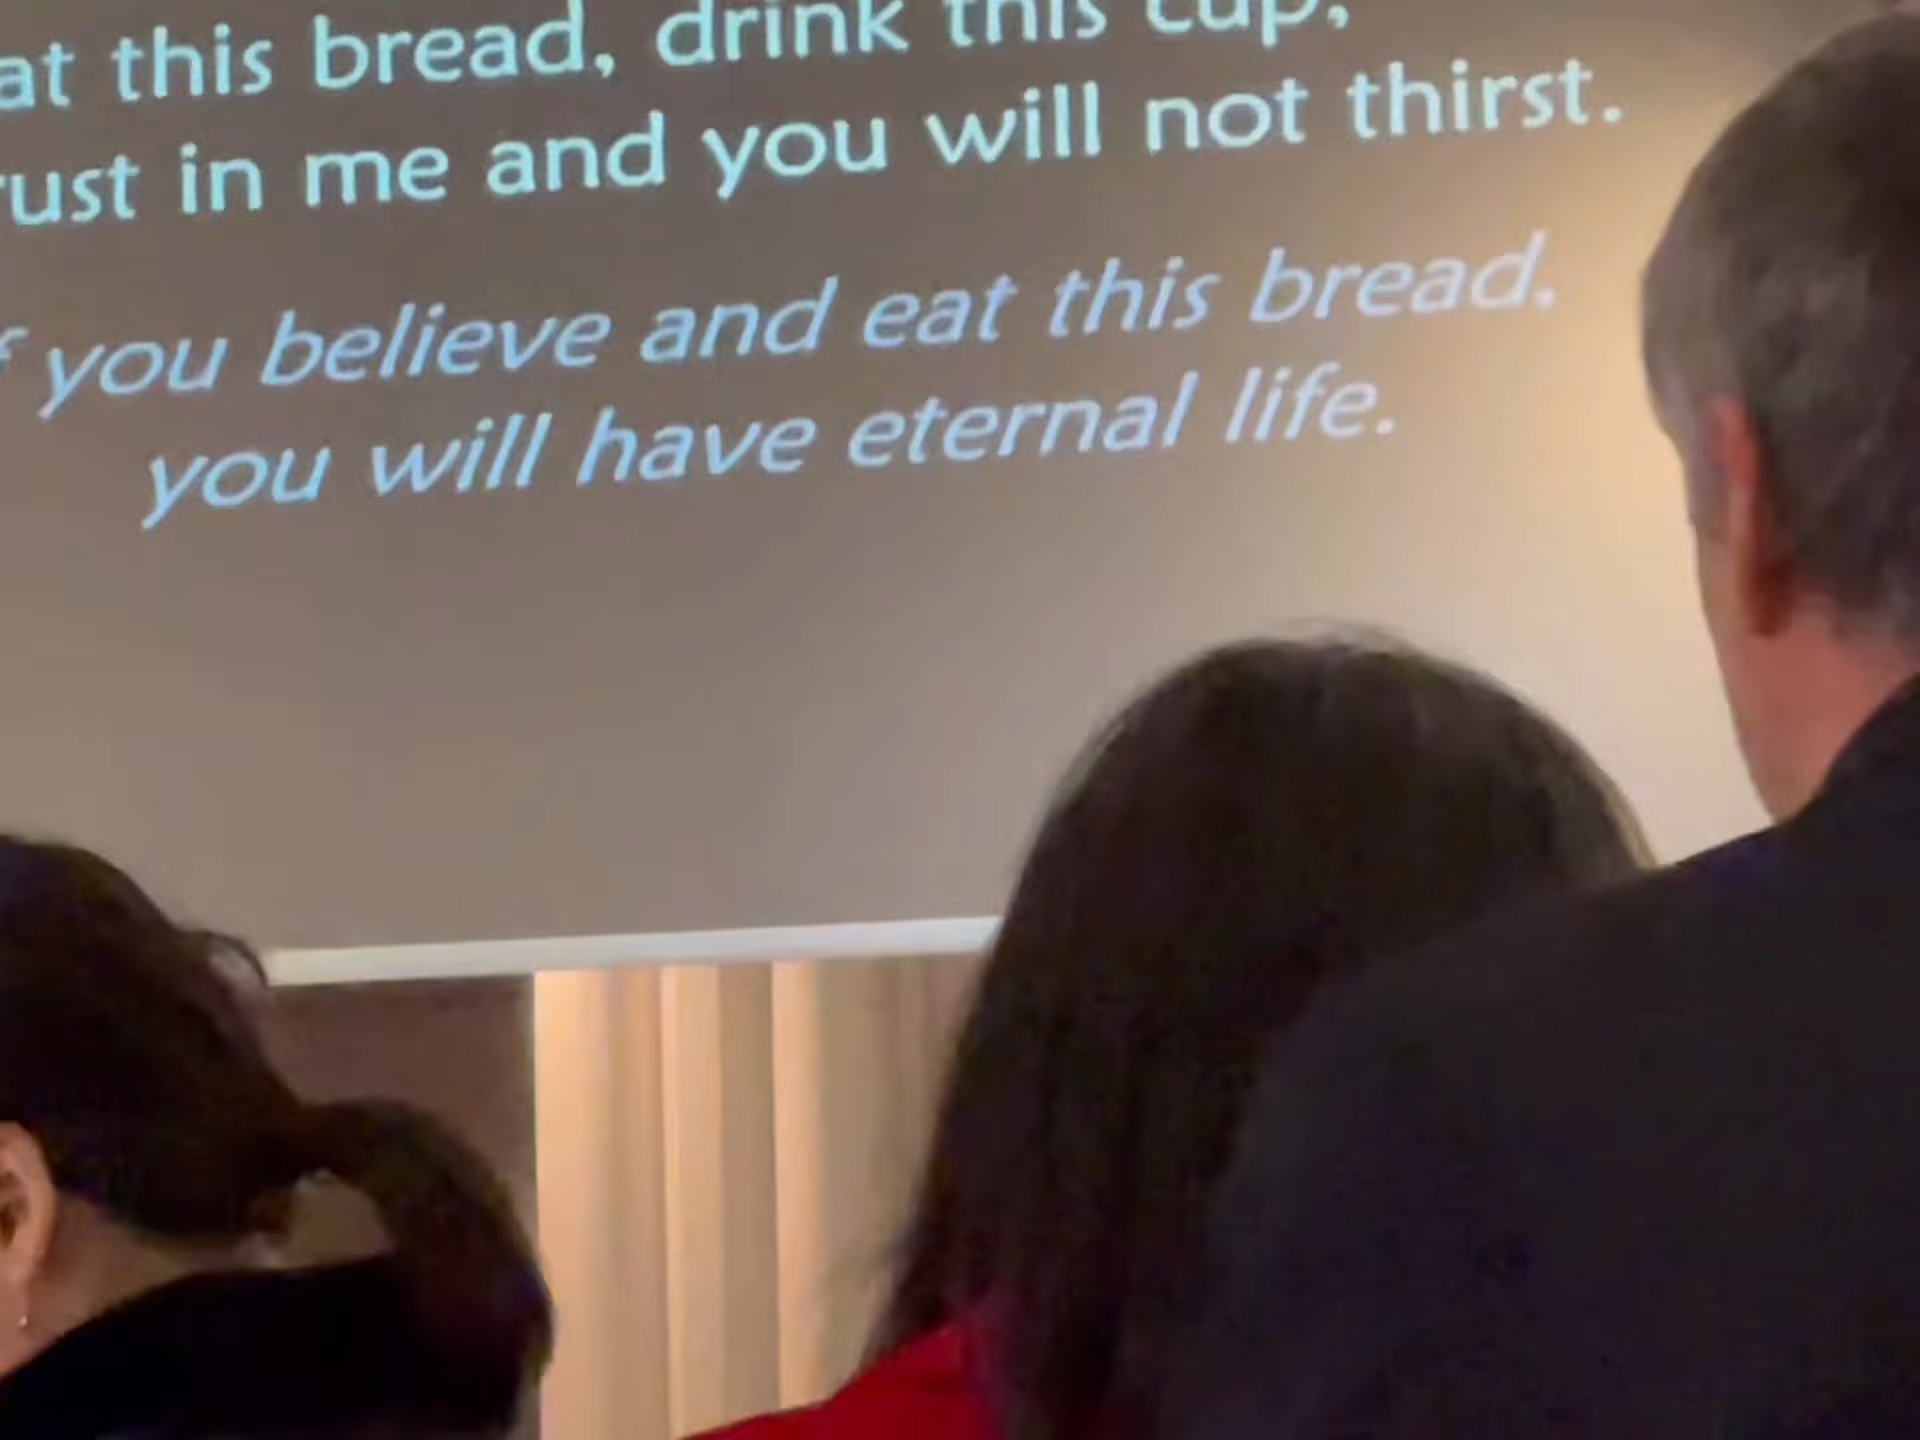 at this bread, drink this cup,
rust in me and you will not thirst.
f you believe and eat this bread,
you will have eternal life.